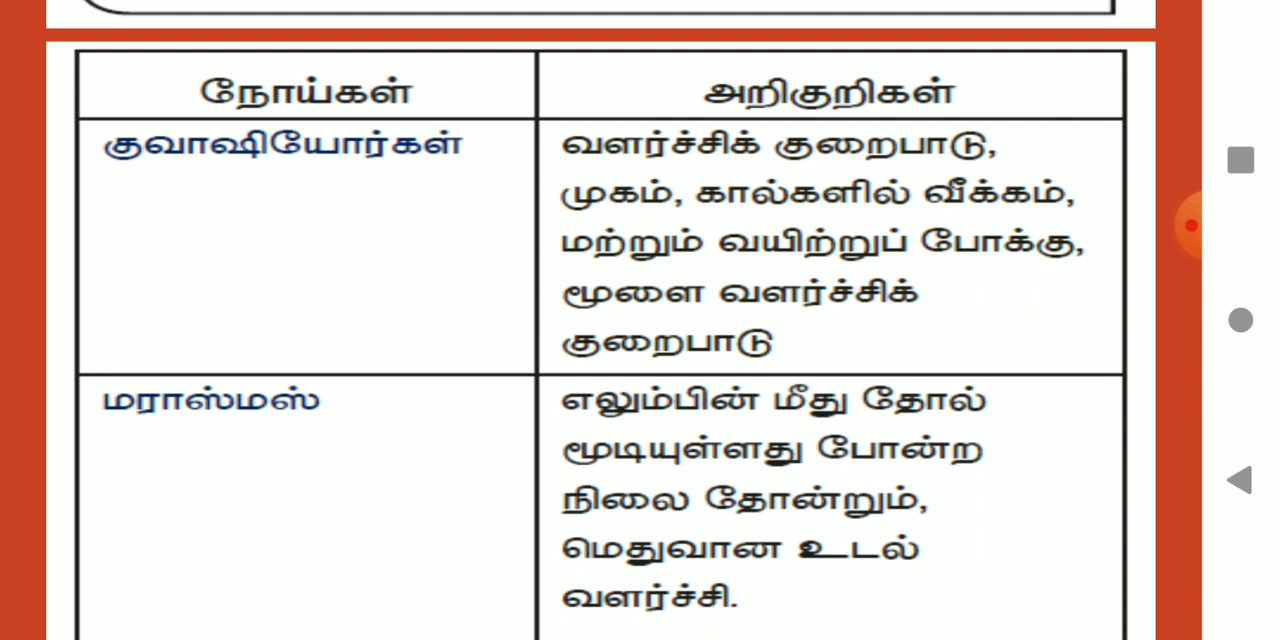 நோய்கள் அறிகுறிகள்
குவாஷியோர்கள் வளர்ச்சிக் குறைபாடு,
முகம், கால்களில் வீக்கம்,
மற்றும் வயிற்றுப் போக்கு,
மூளை வளர்ச்சிக்
குறைபாடு
மராஸ்மஸ் எலும்பின் மீது தோல்
மூடியுள்ளது போன்ற
நிலை தோன்றும்,
மெதுவான உடல்
வளர்ச்சி.